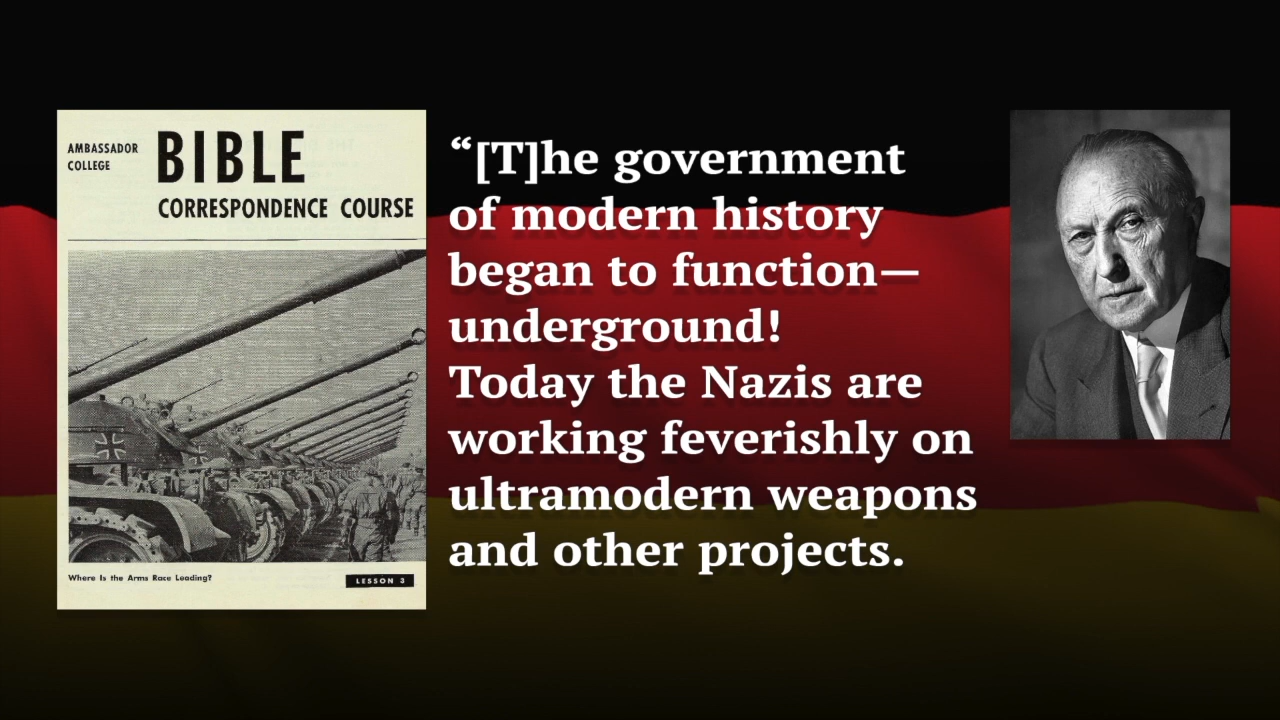 AMBASSADOR
COLLEGE
BIBLE
CORRESPONDENCE COURSE
Where Is the Arms Race Leading?
LESSON 3
“[T]he government
of modern history
began to function—
underground!
Today the Nazis are
working feverishly on
ultramodern weapons
and other projects.